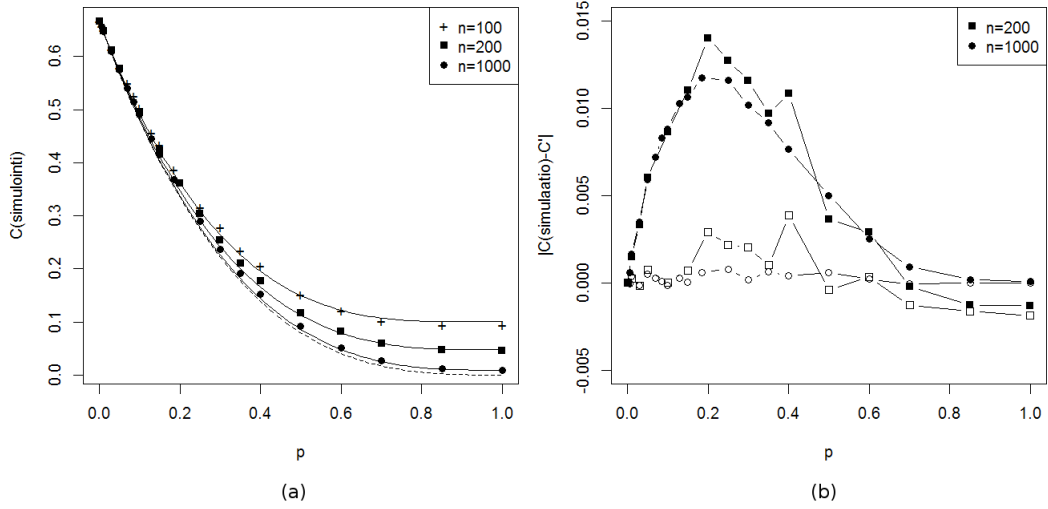 C(simulointi)
0.0
0.1
0.2
0.3
0.4
0.5
0.6
n=100
n=200
n=1000
0.0 0.2 0.4 0.6 0.8 1.0
p
(a)
|C(simulaatio)-C'|
-0.005
0.000
0.005
0.010
0.015
n=200
n=1000
0.0 0.2 0.4 0.6 0.8 1.0
p
(b)